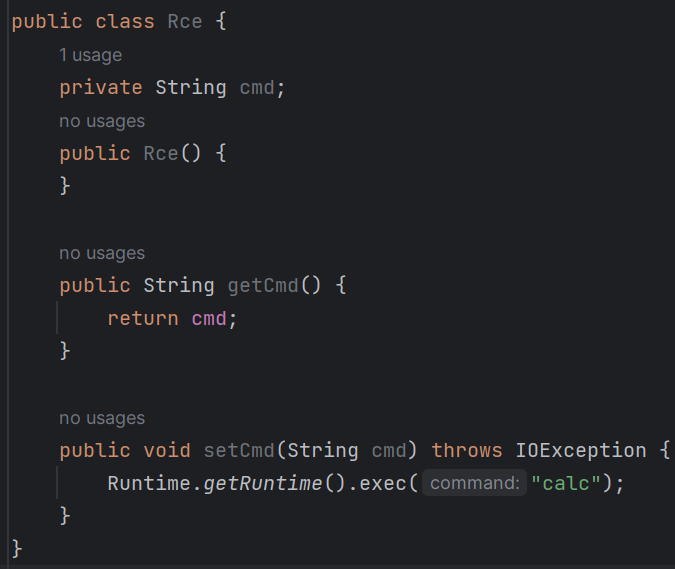 public class Rce {
1 usage
private String cmd;
no usages
public Rce() {
}
no usages
public String getCmd() {
return cmd;
}
no usages
public void setCmd(String cmd) throws IOException {
Runtime.getRuntime().exec( command: "calc");
}
}